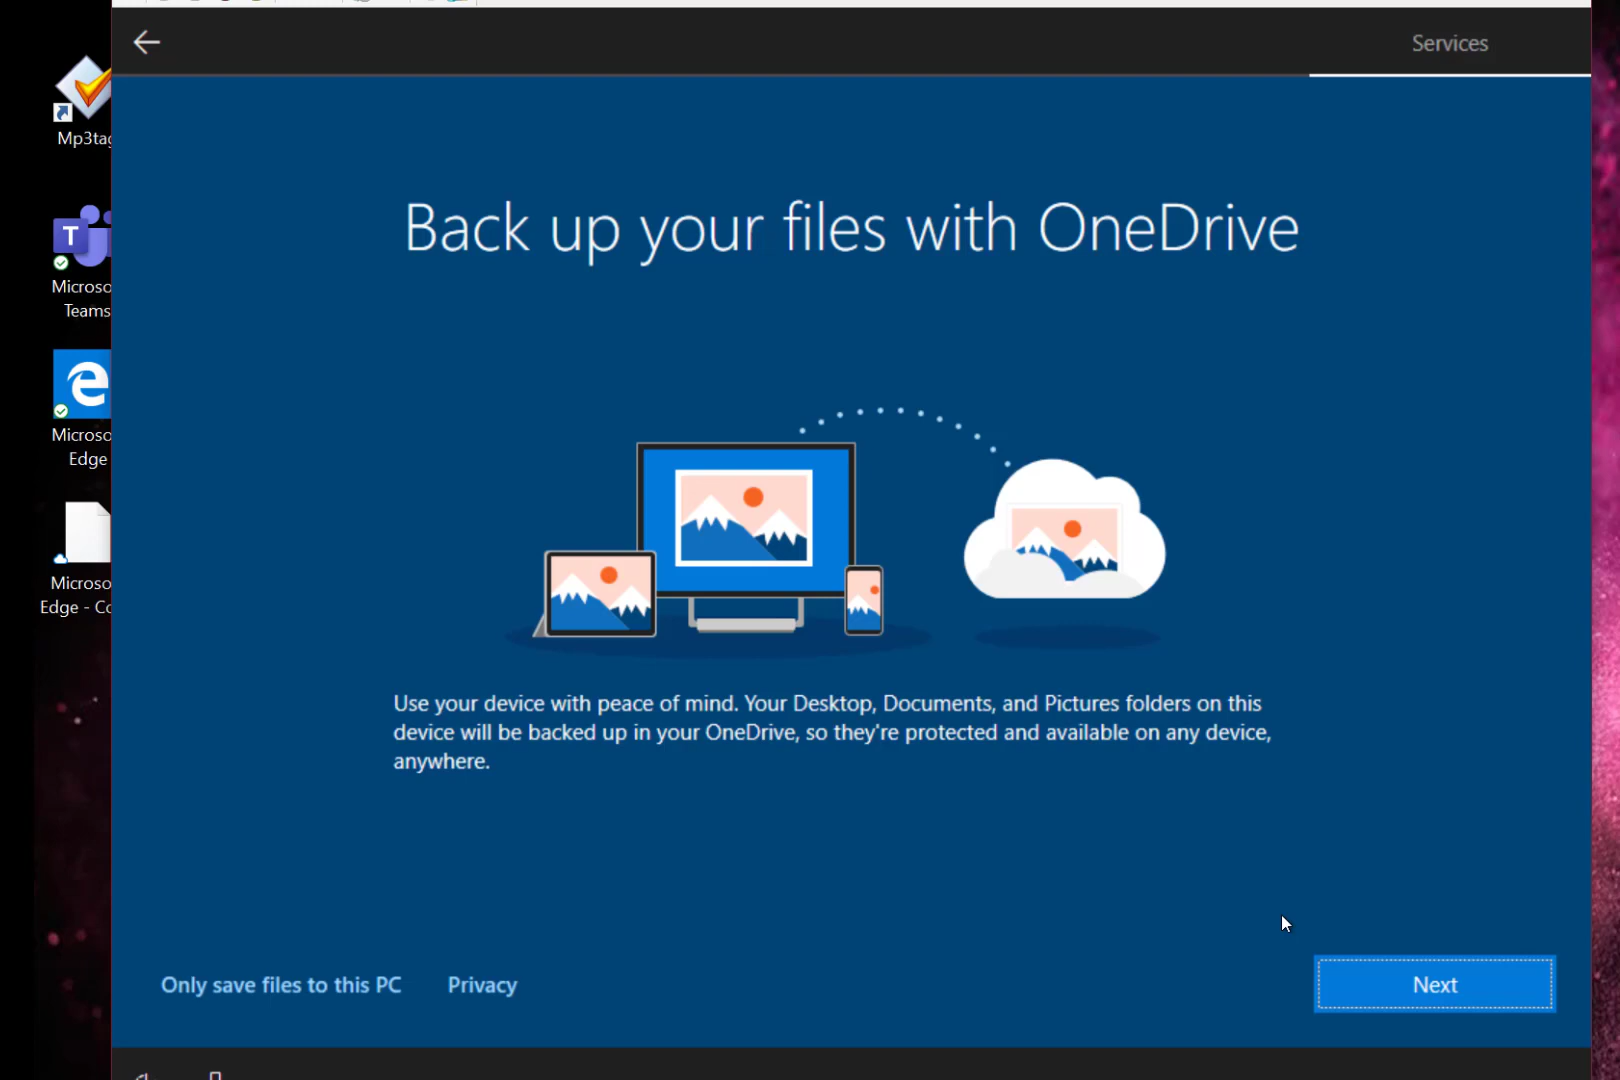 Services
Mp3tag
Back up your files with OneDrive
T
Microso
Teams
Microso
Edge
Microso
Edge - Co
Use your device with peace of mind. Your Desktop, Documents, and Pictures folders on this
device will be backed up in your OneDrive, so they're protected and available on any device,
anywhere.
Only save files to this PC
Privacy
Next